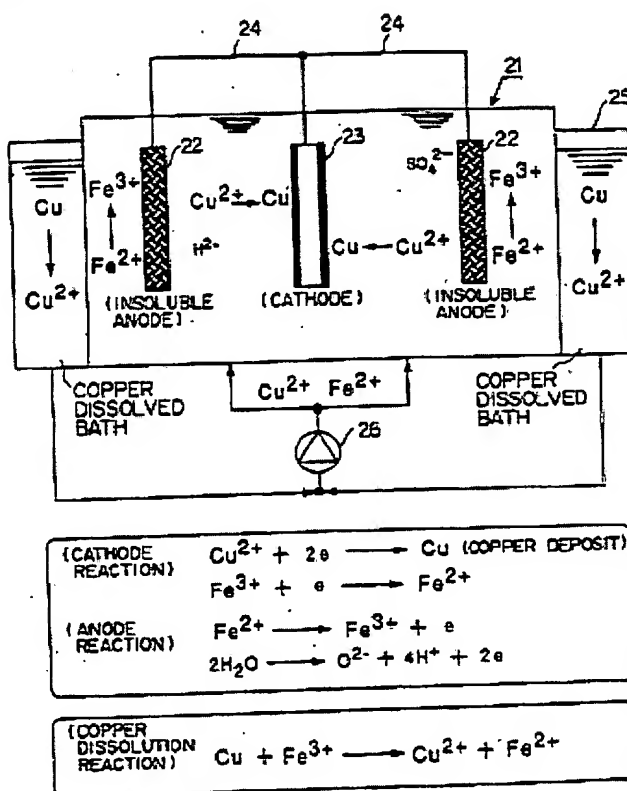 24 24
21
25
22 23 SO₄²⁻ 22
Fe³⁺ Cu²⁺ → Cu Fe³⁺
Cu ↑ ↑ Cu
↓ Fe²⁺ H²⁻ Cu ← Cu²⁺ Fe²⁺ ↓
Cu²⁺ (INSOLUBLE (CATHODE) (INSOLUBLE Cu²⁺
ANODE) ANODE)
COPPER Cu²⁺ Fe²⁺ COPPER
DISSOLVED DISSOLVED
BATH BATH
26
(CATHODE Cu²⁺ + 2e → Cu (COPPER DEPOSIT)
REACTION) Fe³⁺ + e → Fe²⁺
(ANODE Fe²⁺ → Fe³⁺ + e
REACTION) 2H₂O → O²⁻ + 4H⁺ + 2e
(COPPER
DISSOLUTION Cu + Fe³⁺ → Cu²⁺ + Fe²⁺
REACTION)